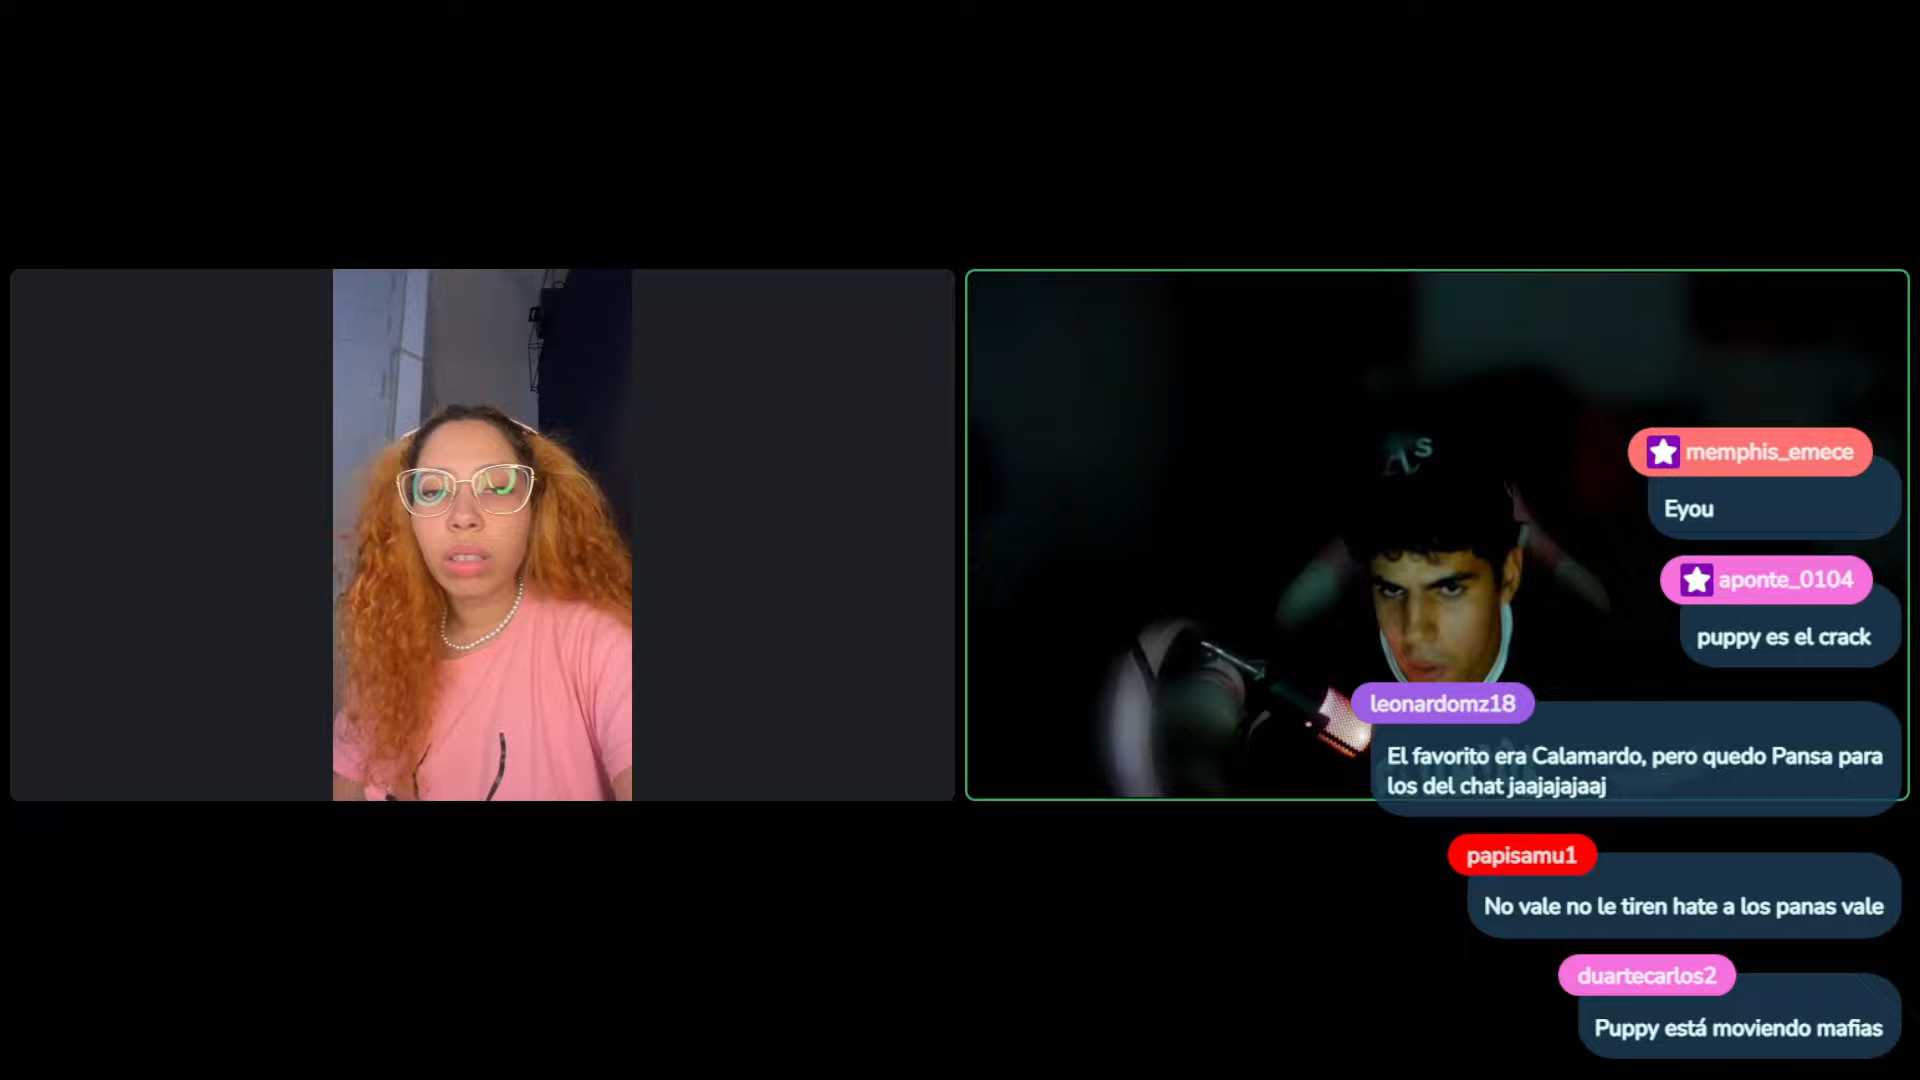 A's
memphis_emece
Eyou
aponte_0104
puppy es el crack
leonardomz18
El favorito era Calamardo, pero quedo Pansa para
los del chat jaajajajaaj
papisamu1
No vale no le tiren hate a los panas vale
duartecarlos2
Puppy está moviendo mafias